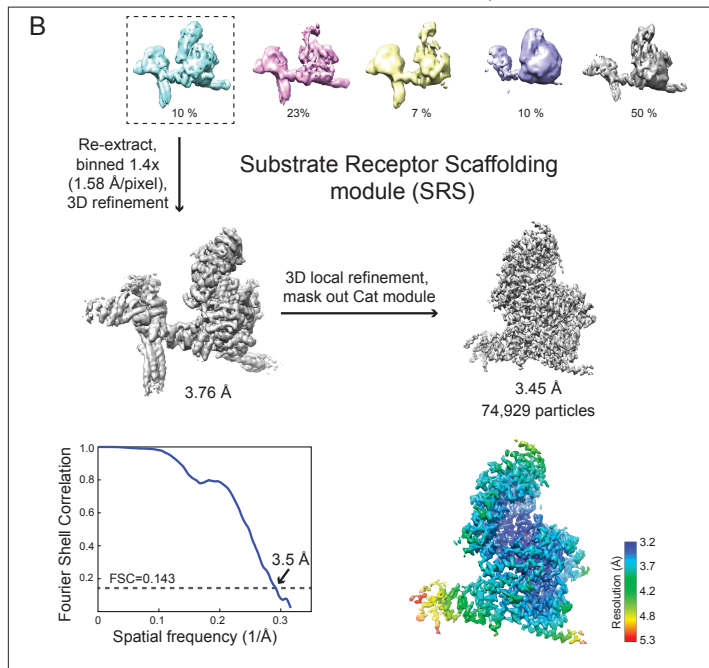 B
10 %
23%
7 %
10 %
50 %
Re-extract,
binned 1.4x
(1.58 Å/pixel),
3D refinement
Substrate Receptor Scaffolding
module (SRS)
3D local refinement,
mask out Cat module
3.76 Å
3.45 Å
74,929 particles
Fourier Shell Correlation
1.0
0.8
0.6
0.4
0.2
FSC=0.143
3.5 Å
0
0.1
0.2
0.3
Spatial frequency (1/Å)
Resolution (Å)
3.2
3.7
4.2
4.8
5.3